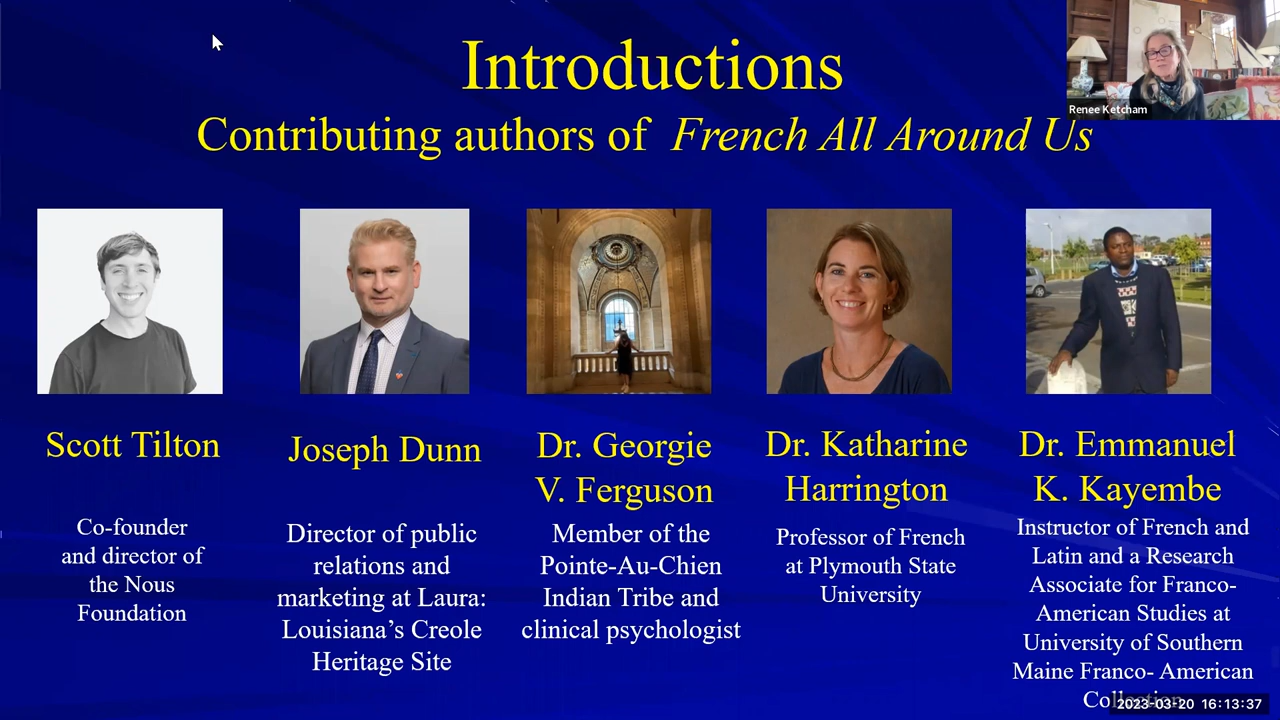 Introductions
Contributing authors of French All Around Us
Renee Ketcham
Scott Tilton
Co-founder
and director of
the Nous
Foundation
Joseph Dunn
Director of public
relations and
marketing at Laura:
Louisiana’s Creole
Heritage Site
Dr. Georgie
V. Ferguson
Member of the
Pointe-Au-Chien
Indian Tribe and
clinical psychologist
Dr. Katharine
Harrington
Professor of French
at Plymouth State
University
Dr. Emmanuel
K. Kayembe
Instructor of French and
Latin and a Research
Associate for Franco-
American Studies at
University of Southern
Maine Franco- American
Collection
2023-03-20 16:13:37